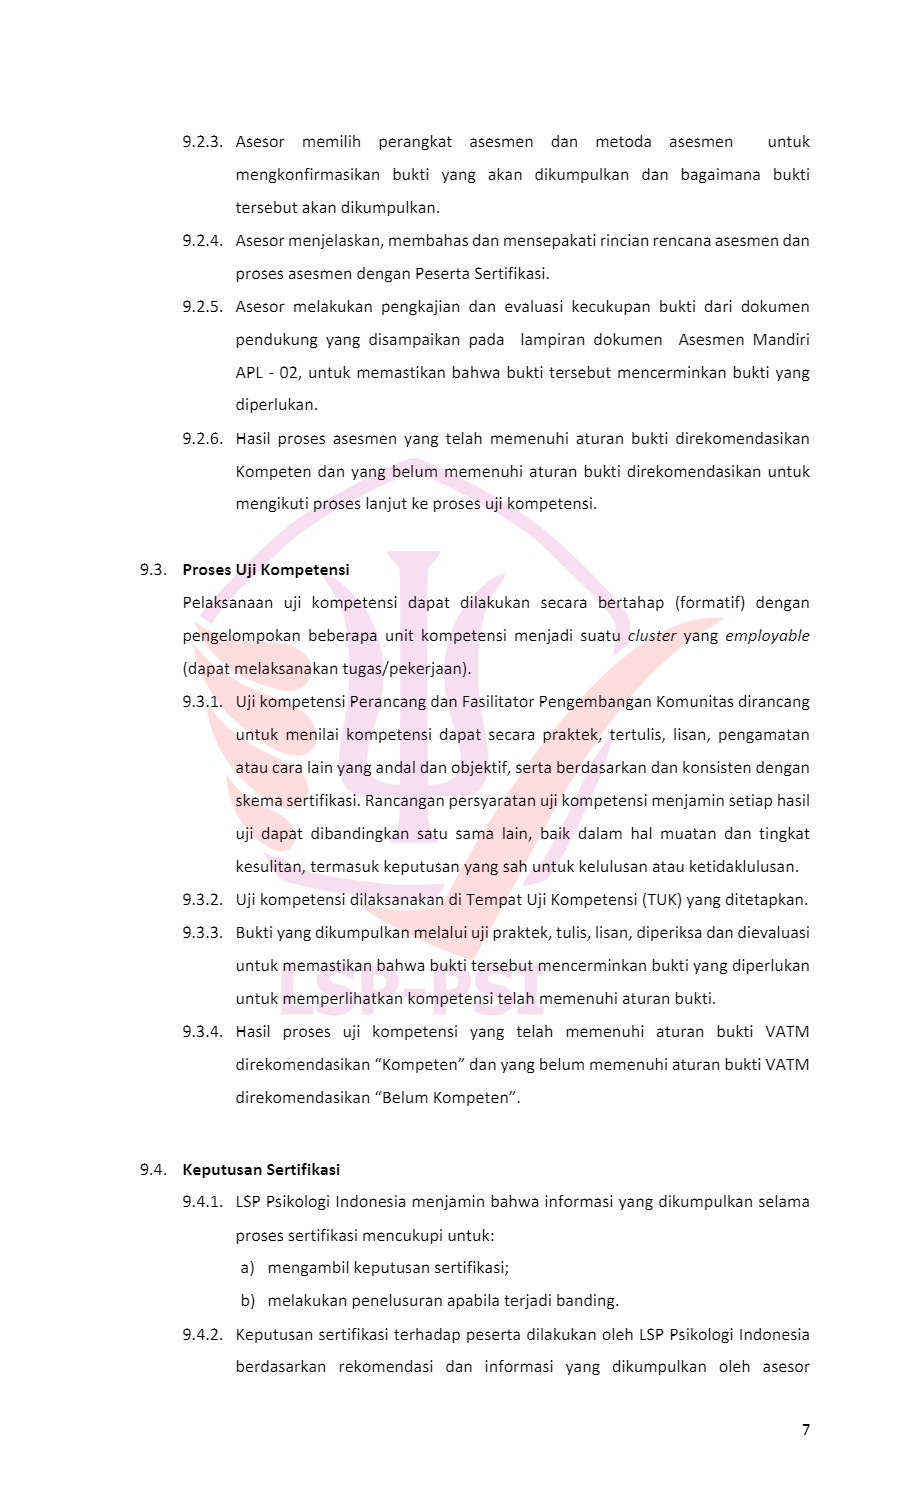 9.2.3. Asesor memilih perangkat asesmen dan metoda asesmen untuk
mengkonfirmasikan bukti yang akan dikumpulkan dan bagaimana bukti
tersebut akan dikumpulkan.
9.2.4. Asesor menjelaskan, membahas dan mensepakati rincian rencana asesmen dan
proses asesmen dengan Peserta Sertifikasi.
9.2.5. Asesor melakukan pengkajian dan evaluasi kecukupan bukti dari dokumen
pendukung yang disampaikan pada lampiran dokumen Asesmen Mandiri
APL - 02, untuk memastikan bahwa bukti tersebut mencerminkan bukti yang
diperlukan.
9.2.6. Hasil proses asesmen yang telah memenuhi aturan bukti direkomendasikan
Kompeten dan yang belum memenuhi aturan bukti direkomendasikan untuk
mengikuti proses lanjut ke proses uji kompetensi.
9.3. Proses Uji Kompetensi
Pelaksanaan uji kompetensi dapat dilakukan secara bertahap (formatif) dengan
pengelompokan beberapa unit kompetensi menjadi suatu cluster yang employable
(dapat melaksanakan tugas/pekerjaan).
9.3.1. Uji kompetensi Perancang dan Fasilitator Pengembangan Komunitas dirancang
untuk menilai kompetensi dapat secara praktek, tertulis, lisan, pengamatan
atau cara lain yang andal dan objektif, serta berdasarkan dan konsisten dengan
skema sertifikasi. Rancangan persyaratan uji kompetensi menjamin setiap hasil
uji dapat dibandingkan satu sama lain, baik dalam hal muatan dan tingkat
kesulitan, termasuk keputusan yang sah untuk kelulusan atau ketidaklulusan.
9.3.2. Uji kompetensi dilaksanakan di Tempat Uji Kompetensi (TUK) yang ditetapkan.
9.3.3. Bukti yang dikumpulkan melalui uji praktek, tulis, lisan, diperiksa dan dievaluasi
untuk memastikan bahwa bukti tersebut mencerminkan bukti yang diperlukan
LSP-PSI
untuk memperlihatkan kompetensi telah memenuhi aturan bukti.
9.3.4. Hasil proses uji kompetensi yang telah memenuhi aturan bukti VATM
direkomendasikan “Kompeten” dan yang belum memenuhi aturan bukti VATM
direkomendasikan “Belum Kompeten”.
9.4. Keputusan Sertifikasi
9.4.1. LSP Psikologi Indonesia menjamin bahwa informasi yang dikumpulkan selama
proses sertifikasi mencukupi untuk:
a) mengambil keputusan sertifikasi;
b) melakukan penelusuran apabila terjadi banding.
9.4.2. Keputusan sertifikasi terhadap peserta dilakukan oleh LSP Psikologi Indonesia
berdasarkan rekomendasi dan informasi yang dikumpulkan oleh asesor
7